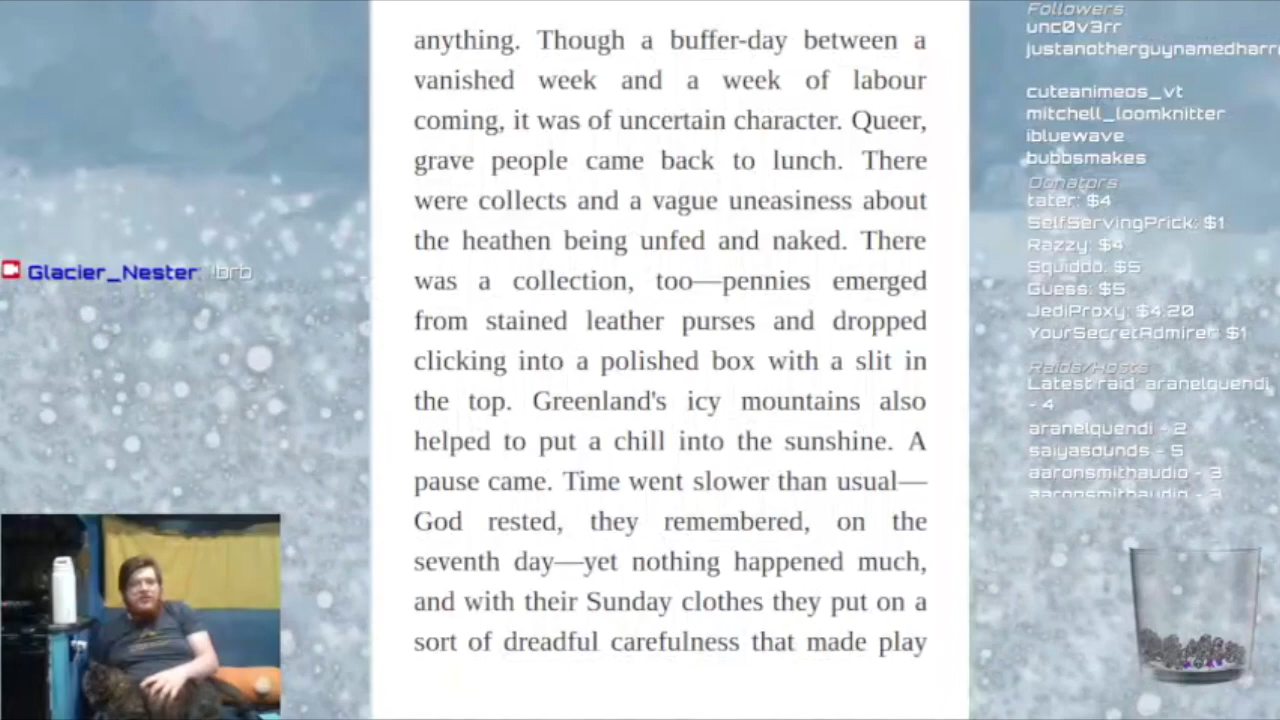 anything. Though a buffer-day between a
vanished week and a week of labour
coming, it was of uncertain character. Queer,
grave people came back to lunch. There
were collects and a vague uneasiness about
the heathen being unfed and naked. There
was a collection, too—pennies emerged
from stained leather purses and dropped
clicking into a polished box with a slit in
the top. Greenland's icy mountains also
helped to put a chill into the sunshine. A
pause came. Time went slower than usual—
God rested, they remembered, on the
seventh day—yet nothing happened much,
and with their Sunday clothes they put on a
sort of dreadful carefulness that made play
Glacier_Nester: !brb
Followers
unc0v3rr
justanotherguynamedharr
cuteanimeos_vt
mitchell_loomknitter
ibluewave
bubbsmakes
Donators
tater: $4
SelfServingPrick: $1
Razzy: $4
Squiddo: $5
Guess: $5
JediProxy: $4.20
YourSecretAdmirer: $1
Raids/Hosts
Latest raid: aranelquendi
- 4
aranelquendi - 2
saiyasounds - 5
aaronsmithaudio - 3
aaronsmithaudio - 3